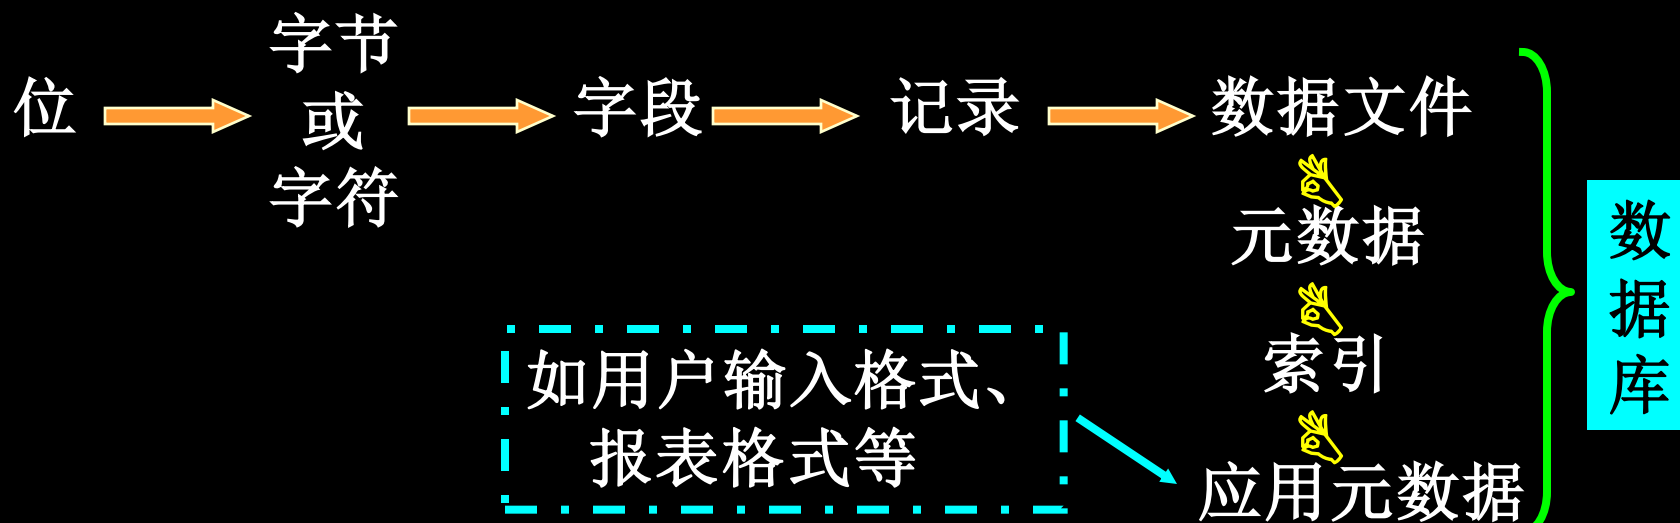 位
字节
或
字符
字段
记录
数据文件
元数据
索引
应用元数据
如用户输入格式、
报表格式等
数
据
库